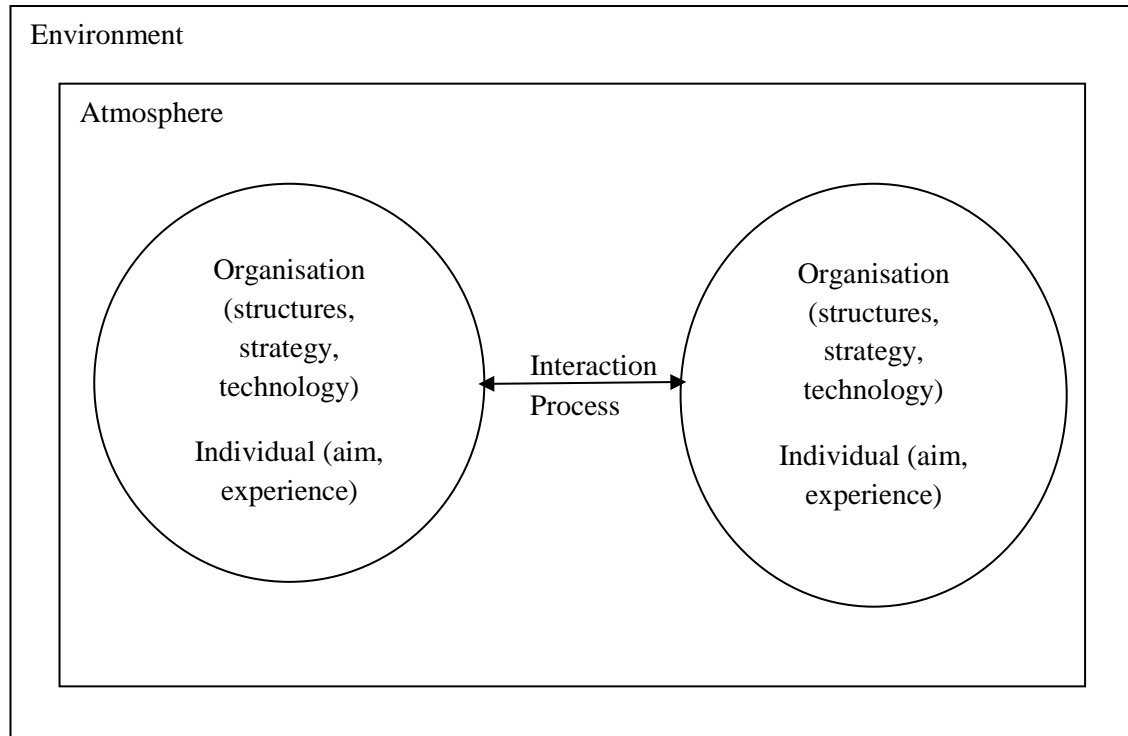 Environment
Atmosphere
Organisation
(structures,
strategy,
technology)
Individual (aim,
experience)
Interaction
Process
Organisation
(structures,
strategy,
technology)
Individual (aim,
experience)